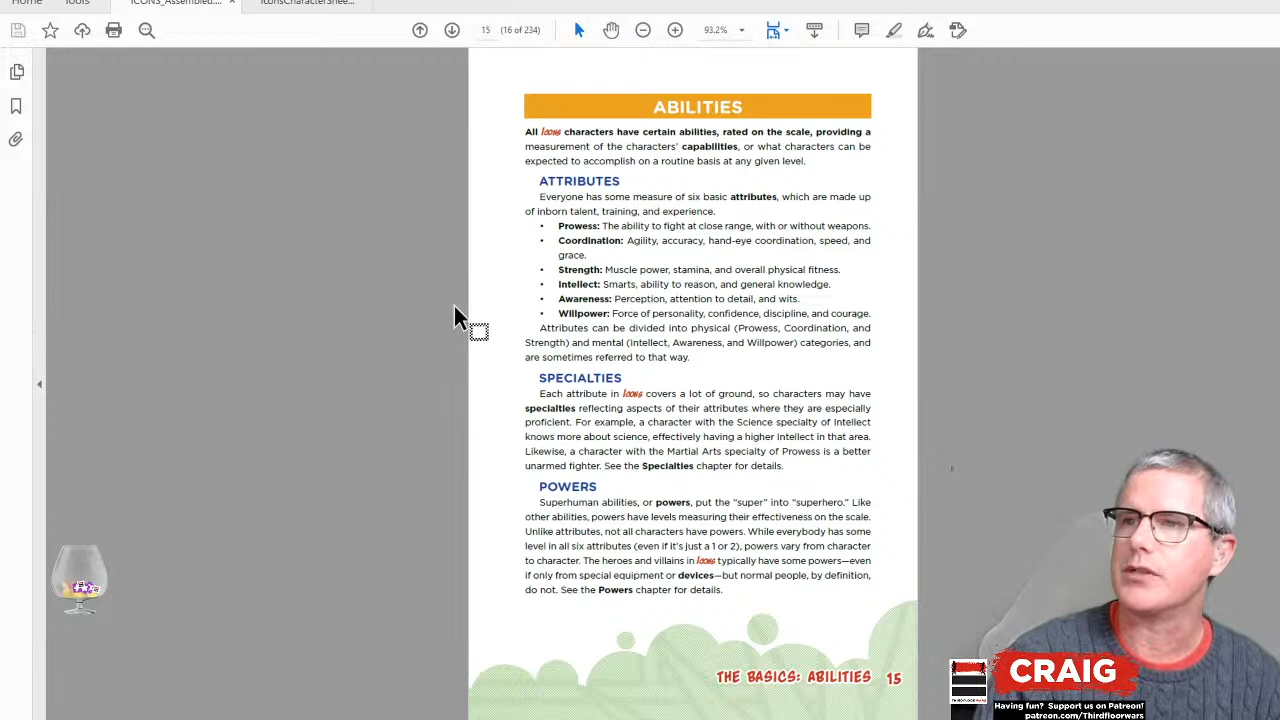 Home
Tools
ICONS_Assembled....
IconsCharacterShee...
15
(16 of 234)
93.2%
ABILITIES
All Icons characters have certain abilities, rated on the scale, providing a
measurement of the characters' capabilities, or what characters can be
expected to accomplish on a routine basis at any given level.
ATTRIBUTES
Everyone has some measure of six basic attributes, which are made up
of inborn talent, training, and experience.
• Prowess: The ability to fight at close range, with or without weapons.
• Coordination: Agility, accuracy, hand-eye coordination, speed, and
grace.
• Strength: Muscle power, stamina, and overall physical fitness.
• Intellect: Smarts, ability to reason, and general knowledge.
• Awareness: Perception, attention to detail, and wits.
• Willpower: Force of personality, confidence, discipline, and courage.
Attributes can be divided into physical (Prowess, Coordination, and
Strength) and mental (Intellect, Awareness, and Willpower) categories, and
are sometimes referred to that way.
SPECIALTIES
Each attribute in Icons covers a lot of ground, so characters may have
specialties reflecting aspects of their attributes where they are especially
proficient. For example, a character with the Science specialty of Intellect
knows more about science, effectively having a higher Intellect in that area.
Likewise, a character with the Martial Arts specialty of Prowess is a better
unarmed fighter. See the Specialties chapter for details.
POWERS
Superhuman abilities, or powers, put the "super" into "superhero." Like
other abilities, powers have levels measuring their effectiveness on the scale.
Unlike attributes, not all characters have powers. While everybody has some
level in all six attributes (even if it's just a 1 or 2), powers vary from character
to character. The heroes and villains in Icons typically have some powers—even
if only from special equipment or devices—but normal people, by definition,
do not. See the Powers chapter for details.
THE BASICS: ABILITIES 15
CRAIG
Having fun? Support us on Patreon!
patreon.com/Thirdfloorwars